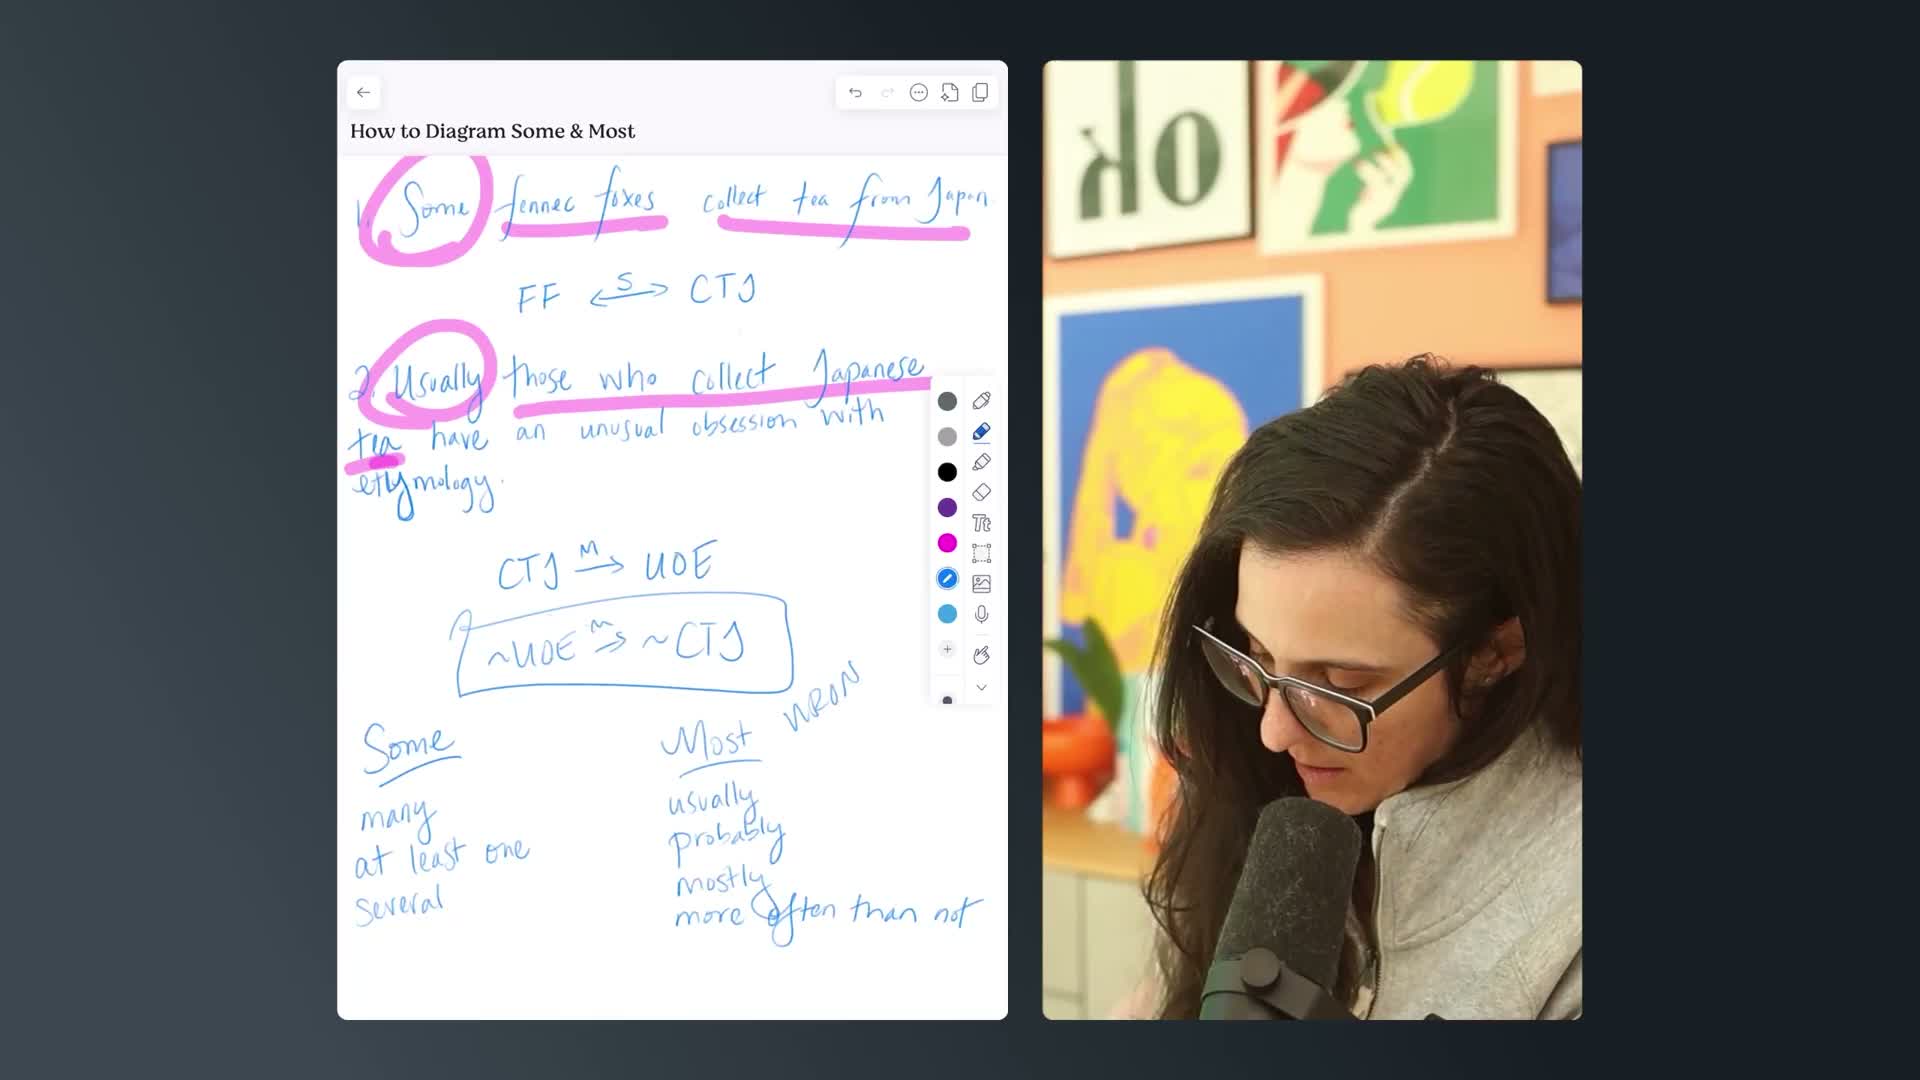 How to Diagram Some & Most
1. Some fennec foxes collect tea from Japan.
FF <-S-> CTJ
2. Usually those who collect Japanese
tea have an unusual obsession with
etymology.
CTJ M→ UOE
~UOE M→ ~CTJ
WRON
Some
Most
many
at least one
several
usually
probably
mostly
more often than not
Tt